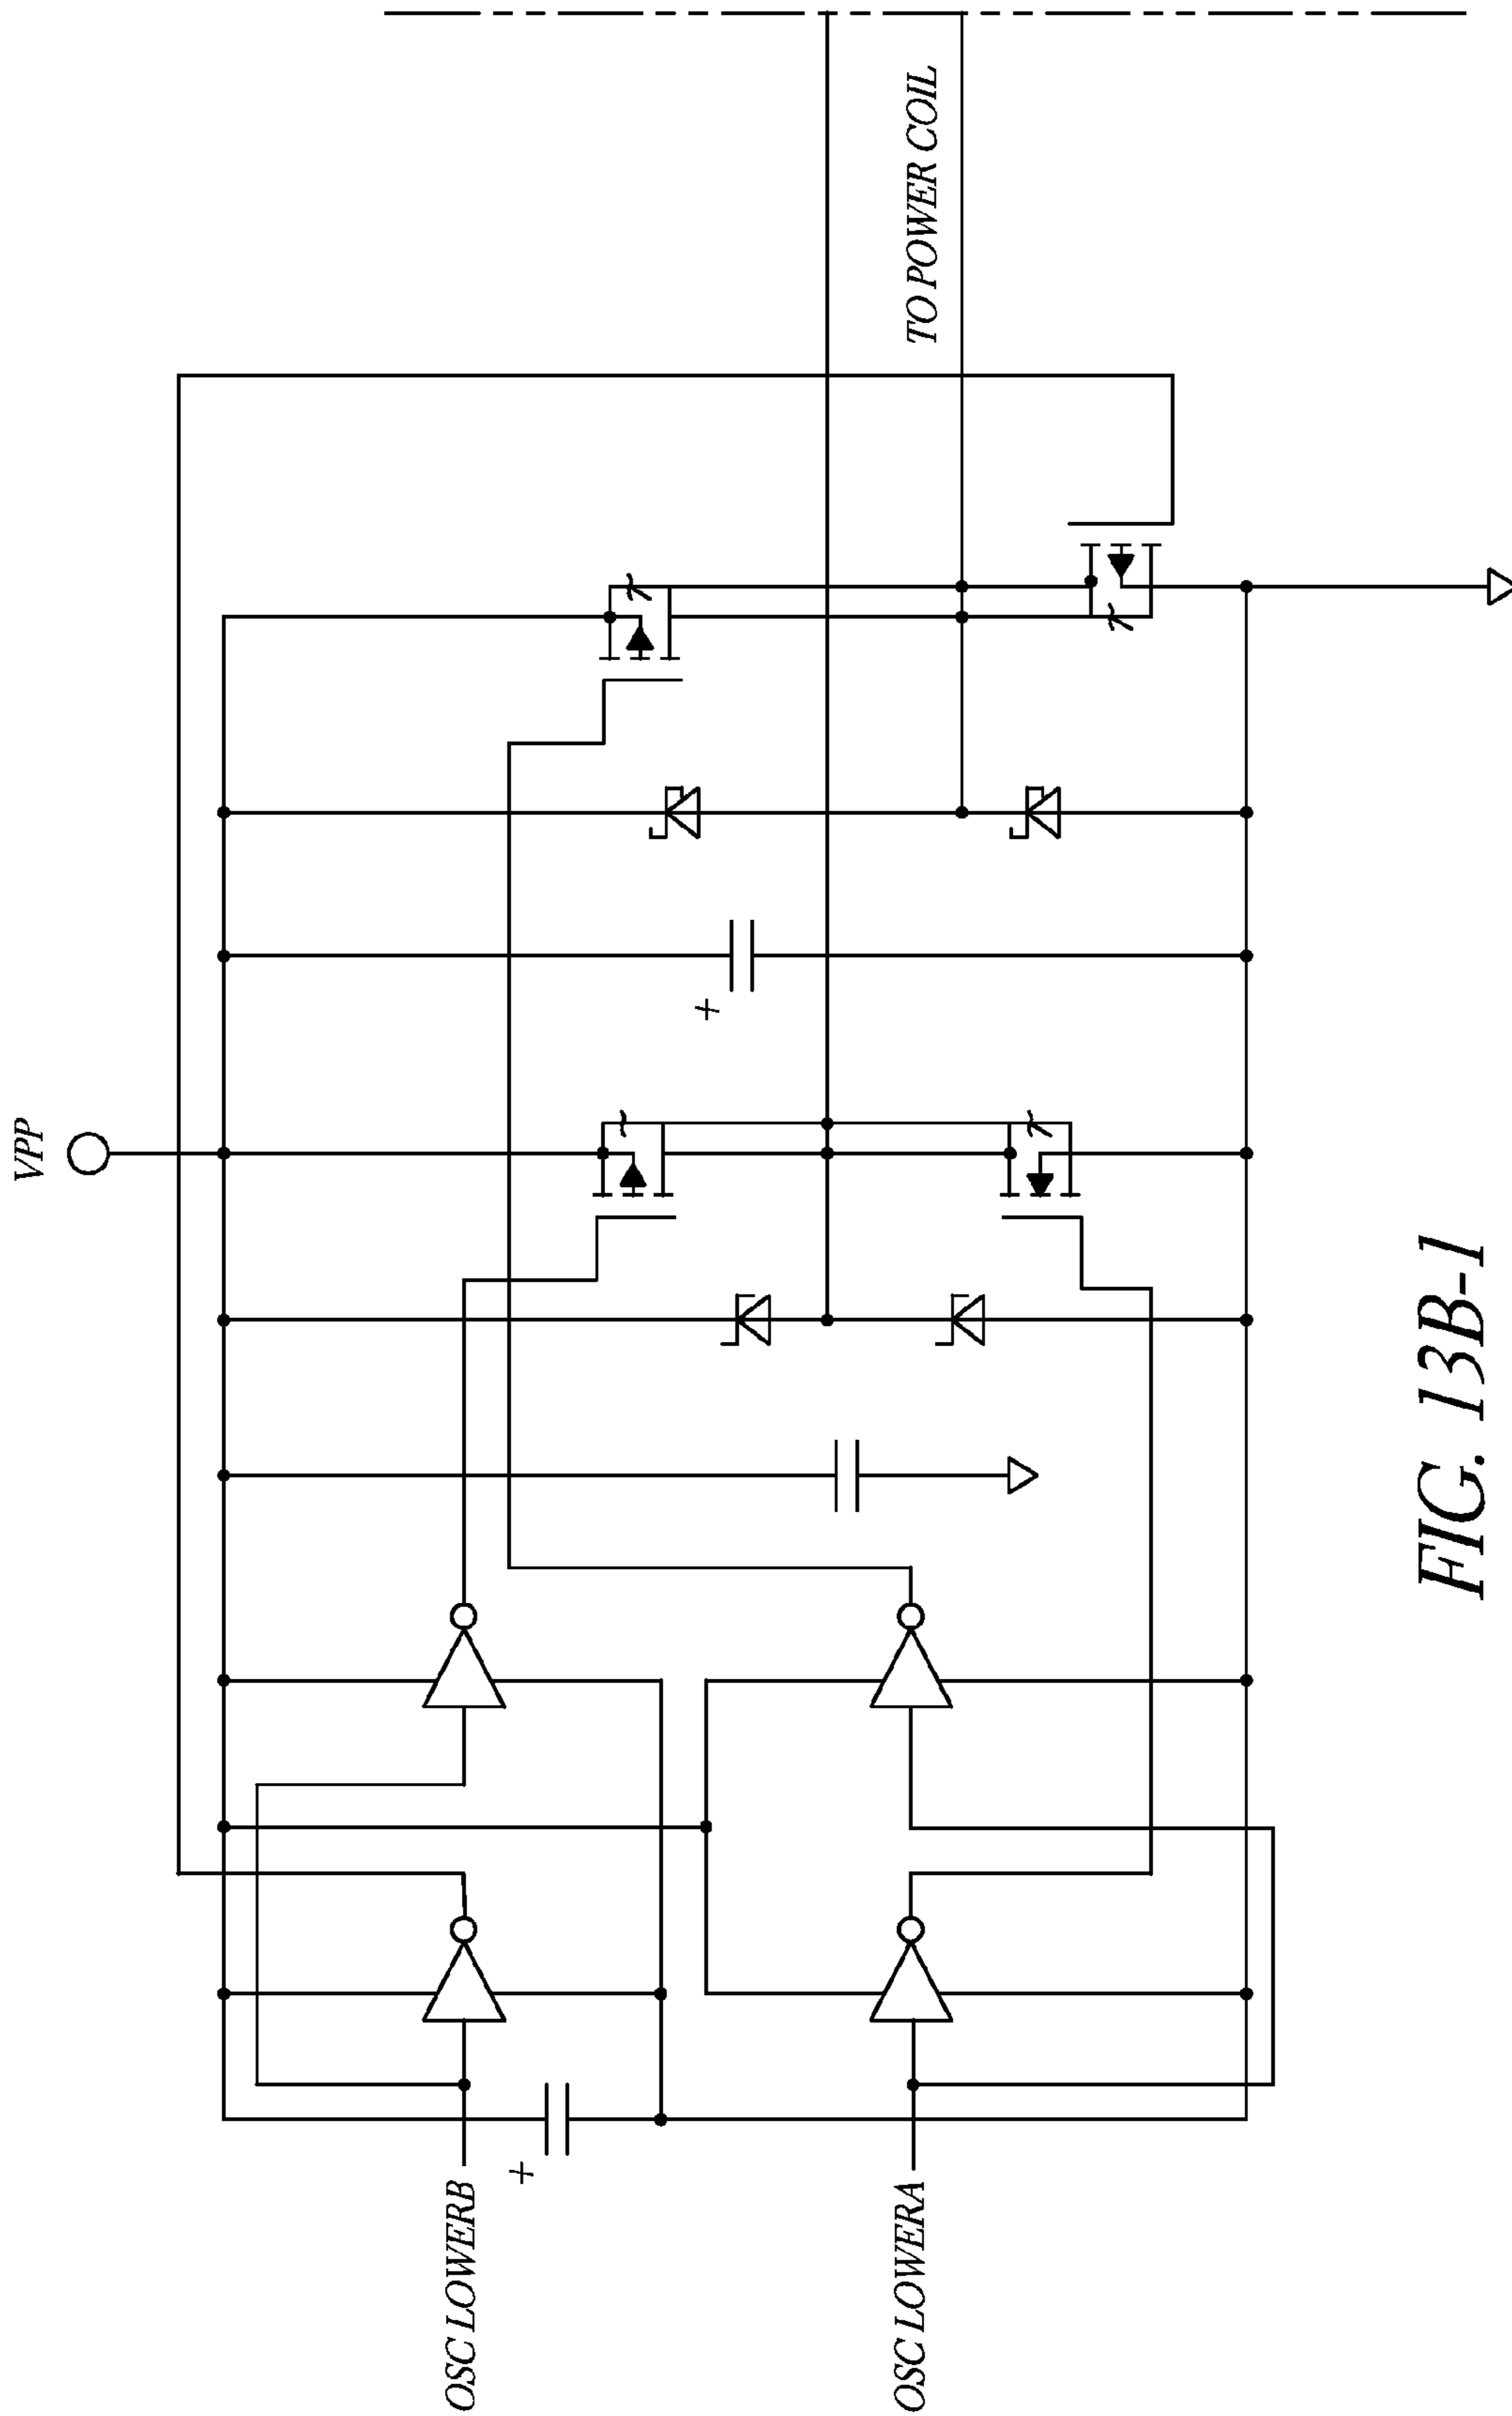 VPP
TO POWER COIL
OSC LOWERB
+
+
OSC LOWERA
FIG. 13B-1